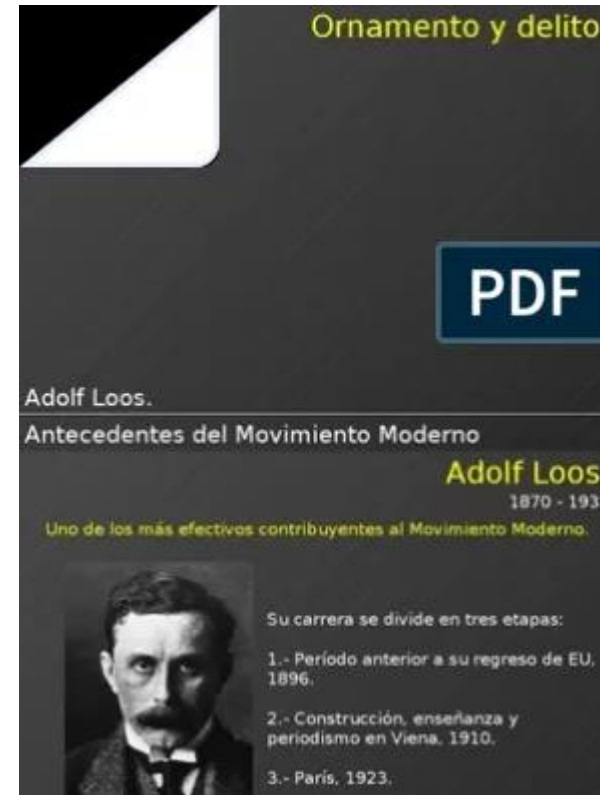 Ornamento y delito
PDF
Adolf Loos.
Antecedentes del Movimiento Moderno
Adolf Loos
1870 - 193
Uno de los más efectivos contribuyentes al Movimiento Moderno.
Su carrera se divide en tres etapas:
1.- Período anterior a su regreso de EU,
1896.
2.- Construcción, enseñanza y
periodismo en Viena, 1910.
3.- París, 1923.